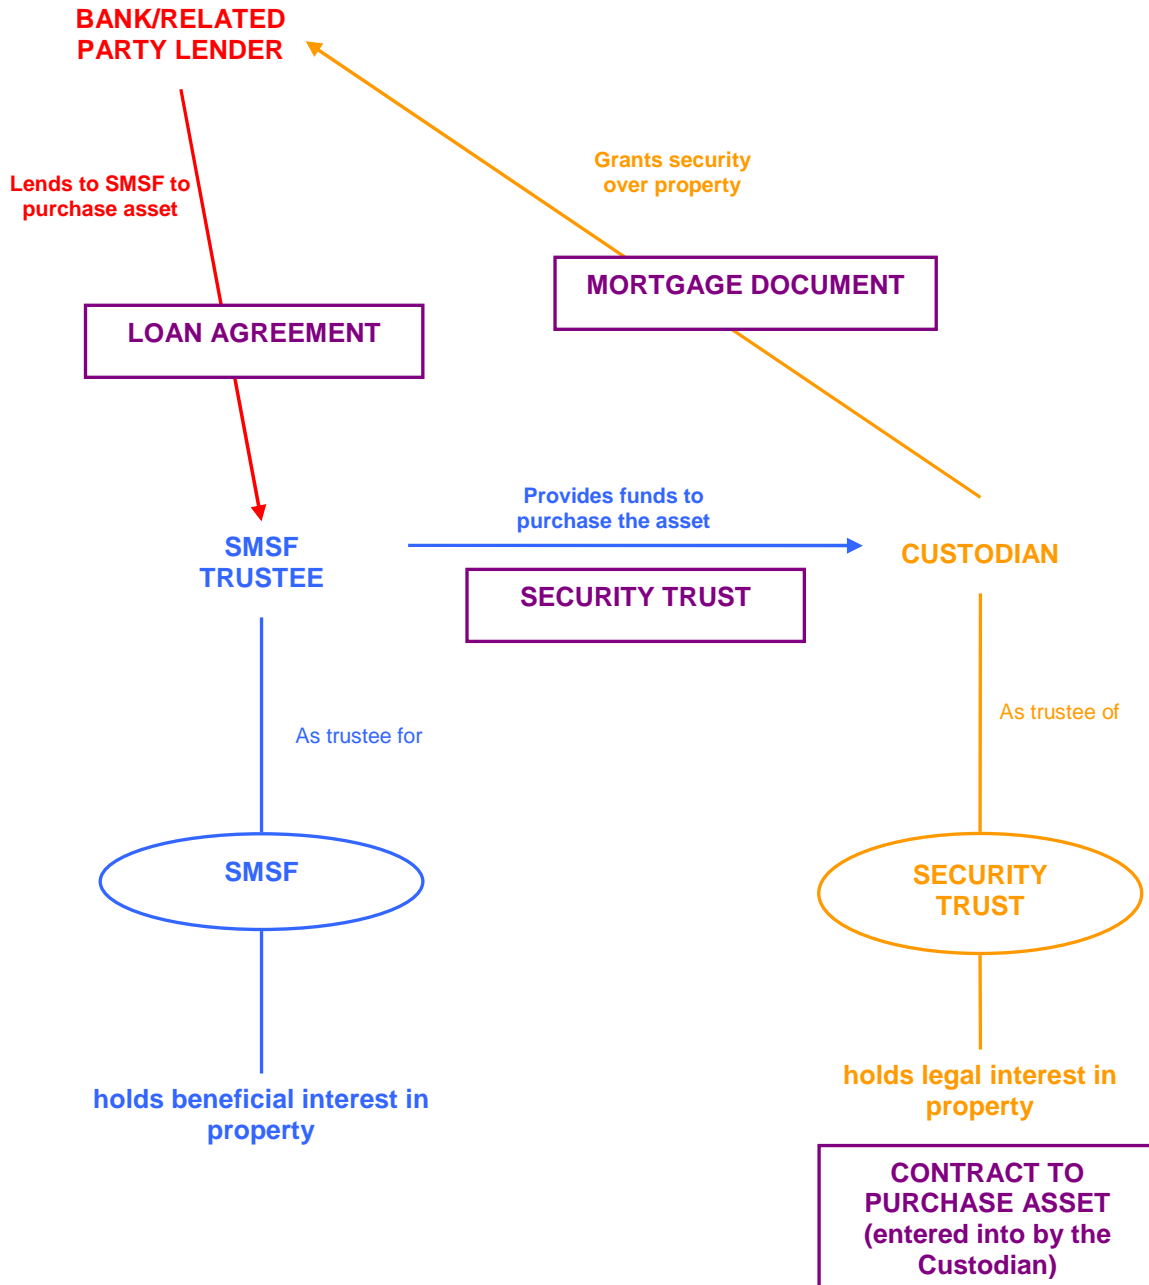 BANK/RELATED
PARTY LENDER
Grants security
over property
Lends to SMSF to
purchase asset
MORTGAGE DOCUMENT
LOAN AGREEMENT
Provides funds to
purchase the asset
SMSF
TRUSTEE
CUSTODIAN
SECURITY TRUST
As trustee for
As trustee of
SMSF
SECURITY
TRUST
holds beneficial interest in
property
holds legal interest in
property
CONTRACT TO
PURCHASE ASSET
(entered into by the
Custodian)